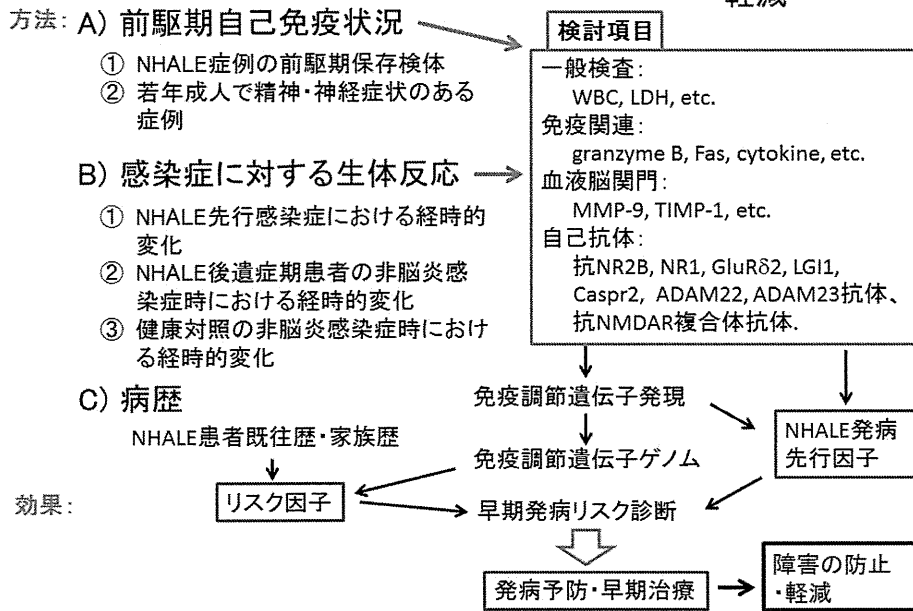 軽減
方法:
A) 前駆期自己免疫状況
① NHALE症例の前駆期保存検体
② 若年成人で精神・神経症状のある
症例
B) 感染症に対する生体反応
① NHALE先行感染症における経時的
変化
② NHALE後遺症期患者の非脳炎感
染症時における経時的変化
③ 健康対照の非脳炎感染症時におけ
る経時的変化
C) 病歴
NHALE患者既往歴・家族歴
検討項目
一般検査:
WBC, LDH, etc.
免疫関連:
granzyme B, Fas, cytokine, etc.
血液脳関門:
MMP-9, TIMP-1, etc.
自己抗体:
抗NR2B, NR1, GluRδ2, LGI1,
Caspr2, ADAM22, ADAM23抗体、
抗NMDAR複合体抗体.
免疫調節遺伝子発現
免疫調節遺伝子ゲノム
NHALE発病
先行因子
効果:
リスク因子
早期発病リスク診断
発病予防・早期治療
障害の防止
・軽減